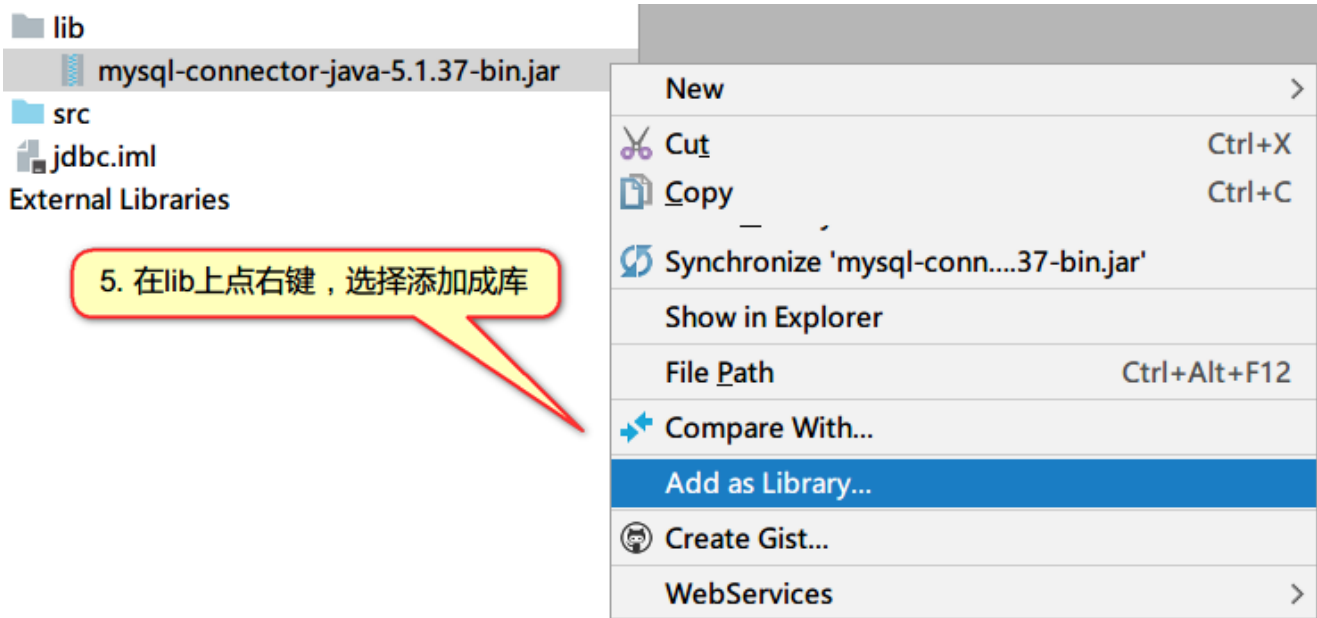 lib
mysql-connector-java-5.1.37-bin.jar
src
jdbc.iml
External Libraries
5. 在lib上点右键，选择添加成库
New
Cut Ctrl+X
Copy Ctrl+C
Synchronize 'mysql-conn....37-bin.jar'
Show in Explorer
File Path Ctrl+Alt+F12
Compare With...
Add as Library...
Create Gist...
WebServices